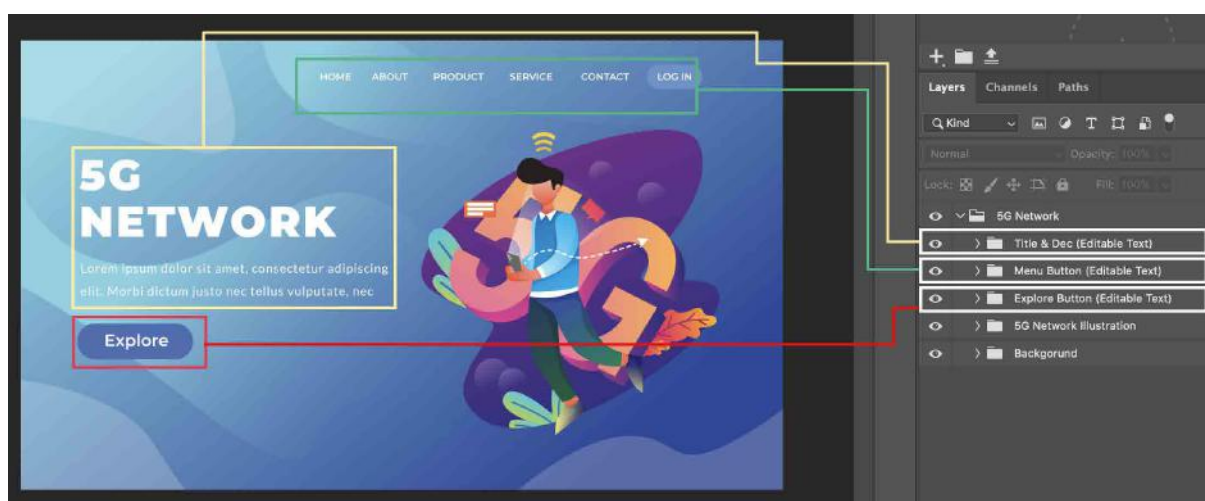 HOME ABOUT PRODUCT SERVICE CONTACT LOG IN
5G
NETWORK
Lorem ipsum dolor sit amet, consectetur adipiscing
elit. Morbi dictum justo nec tellus vulputate, nec
Explore
5G
Layers Channels Paths
Kind
Normal Opacity: 100%
Lock: Fill: 100%
5G Network
Title & Dec (Editable Text)
Menu Button (Editable Text)
Explore Button (Editable Text)
5G Network Illustration
Backgorund